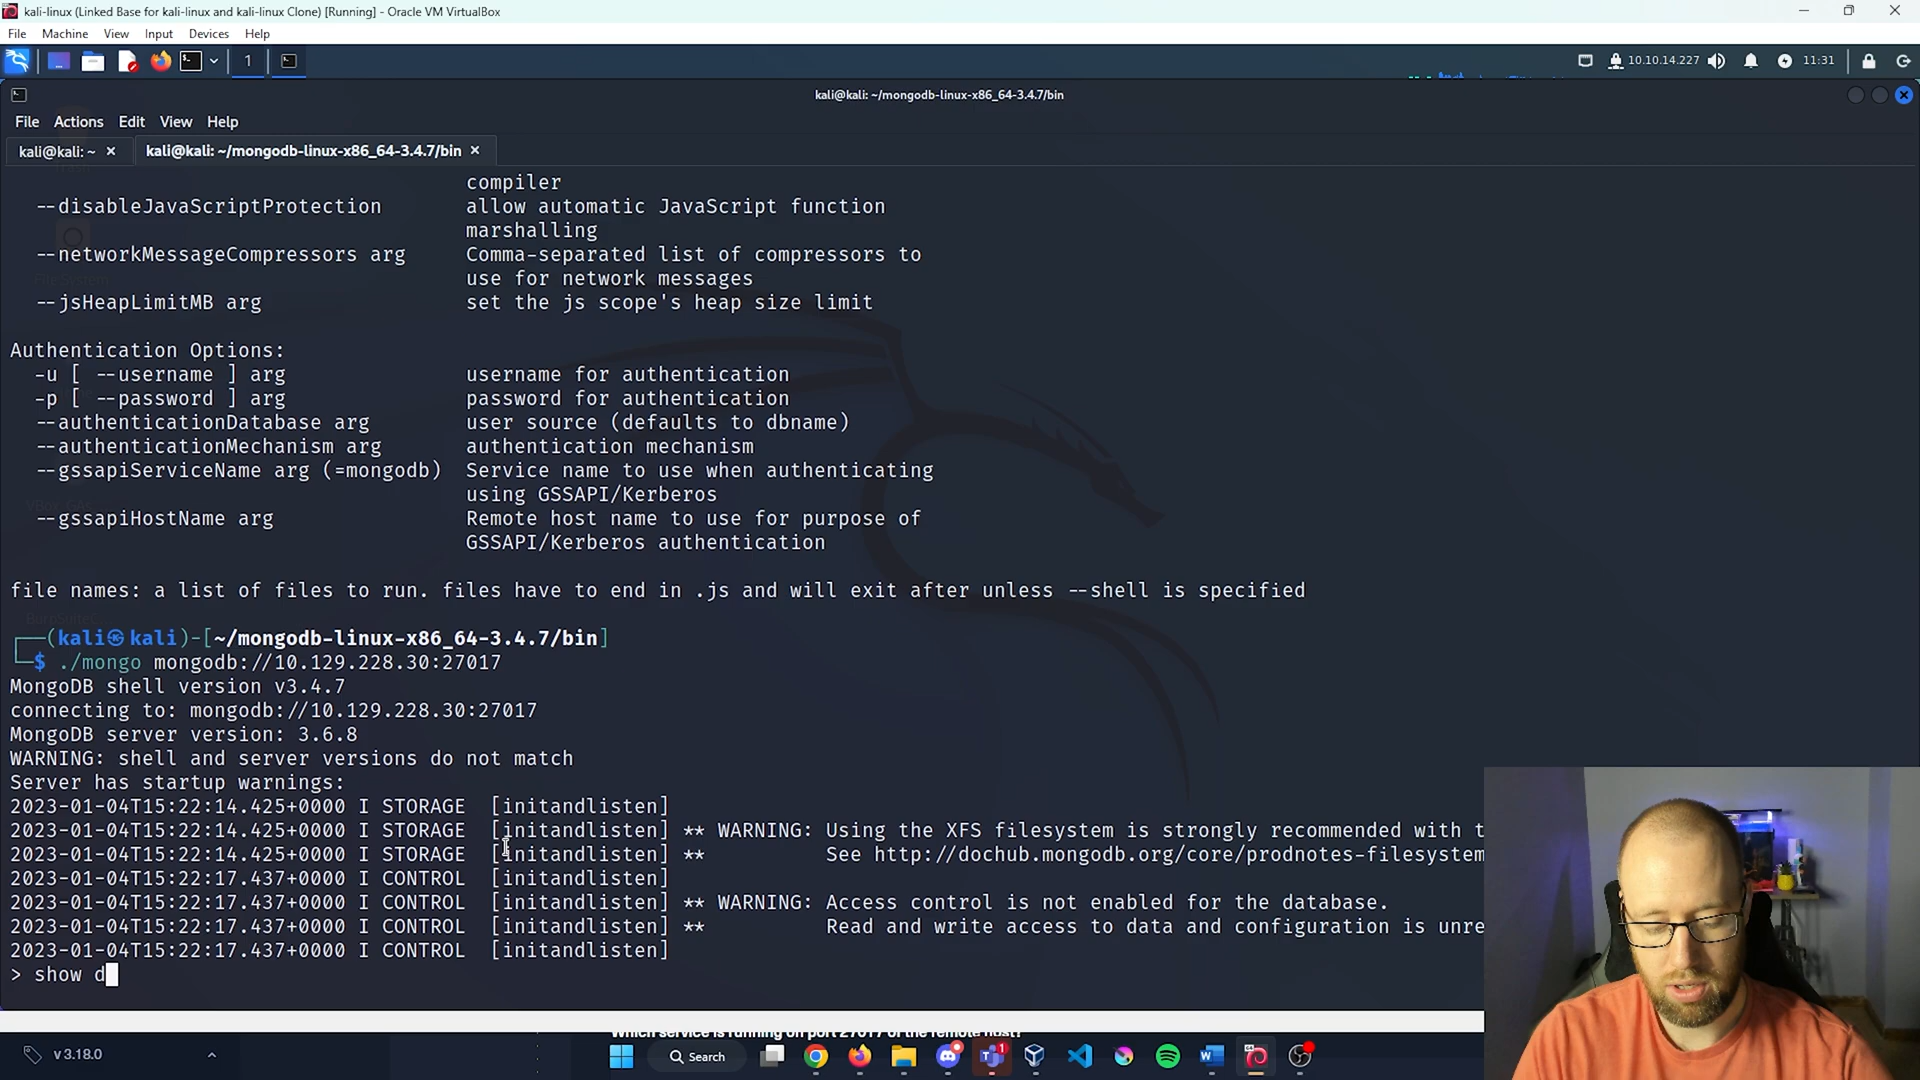 kali-linux (Linked Base for kali-linux and kali-linux Clone) [Running] - Oracle VM VirtualBox
File Machine View Input Devices Help
1 10.10.14.227 11:31
kali@kali: ~/mongodb-linux-x86_64-3.4.7/bin
File Actions Edit View Help
kali@kali: ~ × kali@kali: ~/mongodb-linux-x86_64-3.4.7/bin ×
compiler
--disableJavaScriptProtection allow automatic JavaScript function
marshalling
--networkMessageCompressors arg Comma-separated list of compressors to
use for network messages
--jsHeapLimitMB arg set the js scope's heap size limit
Authentication Options:
-u [ --username ] arg username for authentication
-p [ --password ] arg password for authentication
--authenticationDatabase arg user source (defaults to dbname)
--authenticationMechanism arg authentication mechanism
--gssapiServiceName arg (=mongodb) Service name to use when authenticating
using GSSAPI/Kerberos
--gssapiHostName arg Remote host name to use for purpose of
GSSAPI/Kerberos authentication
file names: a list of files to run. files have to end in .js and will exit after unless --shell is specified
┌──(kali㉿kali)-[~/mongodb-linux-x86_64-3.4.7/bin]
└─$ ./mongo mongodb://10.129.228.30:27017
MongoDB shell version v3.4.7
connecting to: mongodb://10.129.228.30:27017
MongoDB server version: 3.6.8
WARNING: shell and server versions do not match
Server has startup warnings:
2023-01-04T15:22:14.425+0000 I STORAGE [initandlisten]
2023-01-04T15:22:14.425+0000 I STORAGE [initandlisten] ** WARNING: Using the XFS filesystem is strongly recommended with t
2023-01-04T15:22:14.425+0000 I STORAGE [initandlisten] ** See http://dochub.mongodb.org/core/prodnotes-filesystem
2023-01-04T15:22:17.437+0000 I CONTROL [initandlisten]
2023-01-04T15:22:17.437+0000 I CONTROL [initandlisten] ** WARNING: Access control is not enabled for the database.
2023-01-04T15:22:17.437+0000 I CONTROL [initandlisten] ** Read and write access to data and configuration is unre
2023-01-04T15:22:17.437+0000 I CONTROL [initandlisten]
> show d
Which service is running on port 27017 of the remote host?
v 3.18.0 Search 1